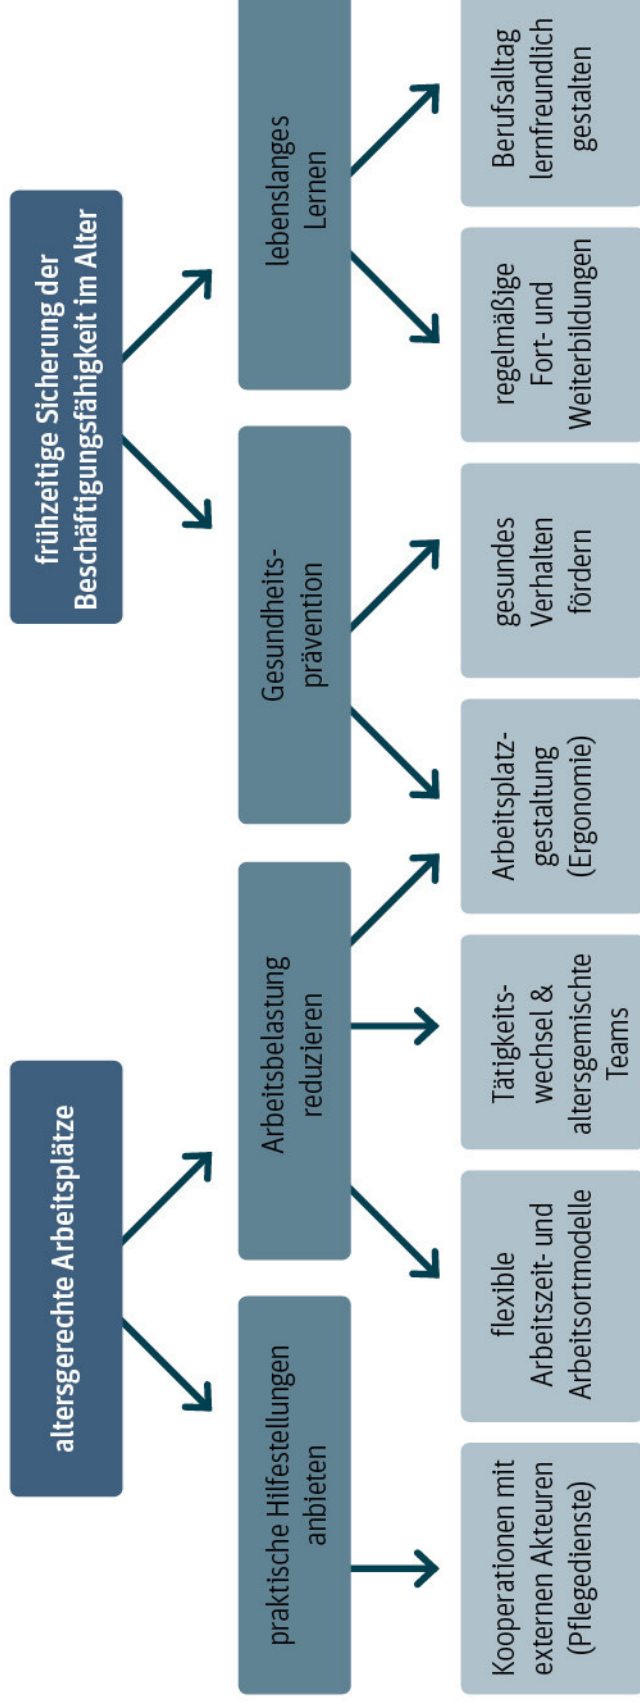 altersgerechte Arbeitsplätze
frühzeitige Sicherung der
Beschäftigungsfähigkeit im Alter
praktische Hilfestellungen
anbieten
Arbeitsbelastung
reduzieren
Gesundheits-
prävention
lebenslanges
Lernen
Kooperationen mit
externen Akteuren
(Pflegedienste)
flexible
Arbeitszeit- und
Arbeitsortmodelle
Tätigkeits-
wechsel &
altersgemischte
Teams
Arbeitsplatz-
gestaltung
(Ergonomie)
gesundes
Verhalten
fördern
regelmäßige
Fort- und
Weiterbildungen
Berufsalltag
lernfreundlich
gestalten